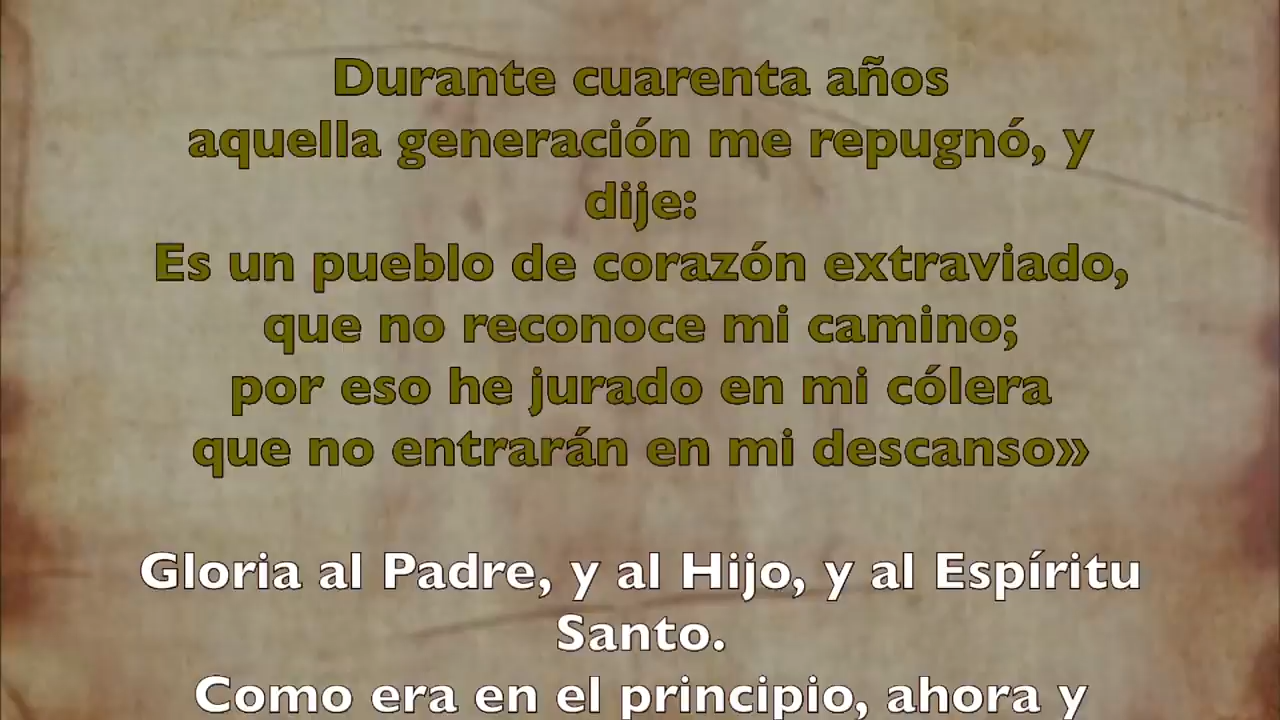 Durante cuarenta años
aquella generación me repugnó, y
dije:
Es un pueblo de corazón extraviado,
que no reconoce mi camino;
por eso he jurado en mi cólera
que no entrarán en mi descanso»
Gloria al Padre, y al Hijo, y al Espíritu
Santo.
Como era en el principio, ahora y